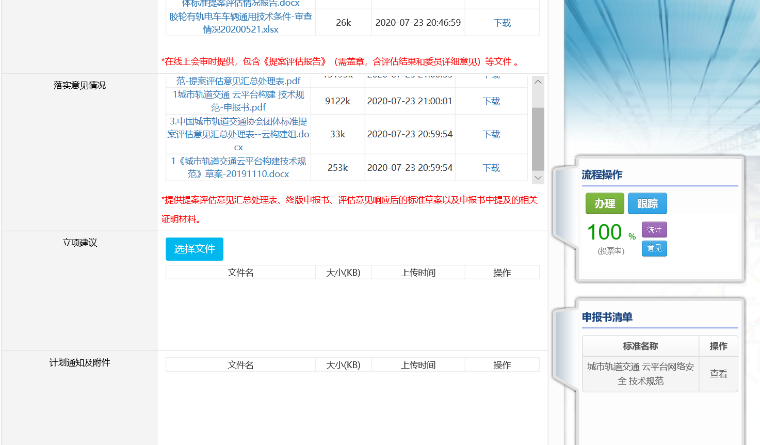 体标准提案评估情况报告.docx
胶轮有轨电车车辆通用技术条件-审查
情况20200521.xlsx
26k
2020-07-23 20:46:59
下载
*在线上会审时提供，包含《提案评估报告》（需盖章，含评估结果和委员详细意见）等文件 。
落实意见情况
范-提案评估意见汇总处理表.pdf
下载
1城市轨道交通 云平台构建 技术规
范-申报书.pdf
9122k
2020-07-23 21:00:01
下载
3.中国城市轨道交通协会团体标准提
案评估意见汇总处理表--云构建组.do
cx
33k
2020-07-23 20:59:54
下载
1《城市轨道交通云平台构建技术规
范》草案-20191110.docx
253k
2020-07-23 20:59:54
下载
*提供提案评估意见汇总处理表、终版申报书、评估意见响应后的标准草案以及申报书中提及的相关
证明材料。
立项建议
选择文件
文件名 大小(KB) 上传时间 操作
计划通知及附件
文件名 大小(KB) 上传时间 操作
流程操作
办理 跟踪
100 %
(投票率)
统计
意见
申报书清单
标准名称 操作
城市轨道交通 云平台网络安
全 技术规范
查看